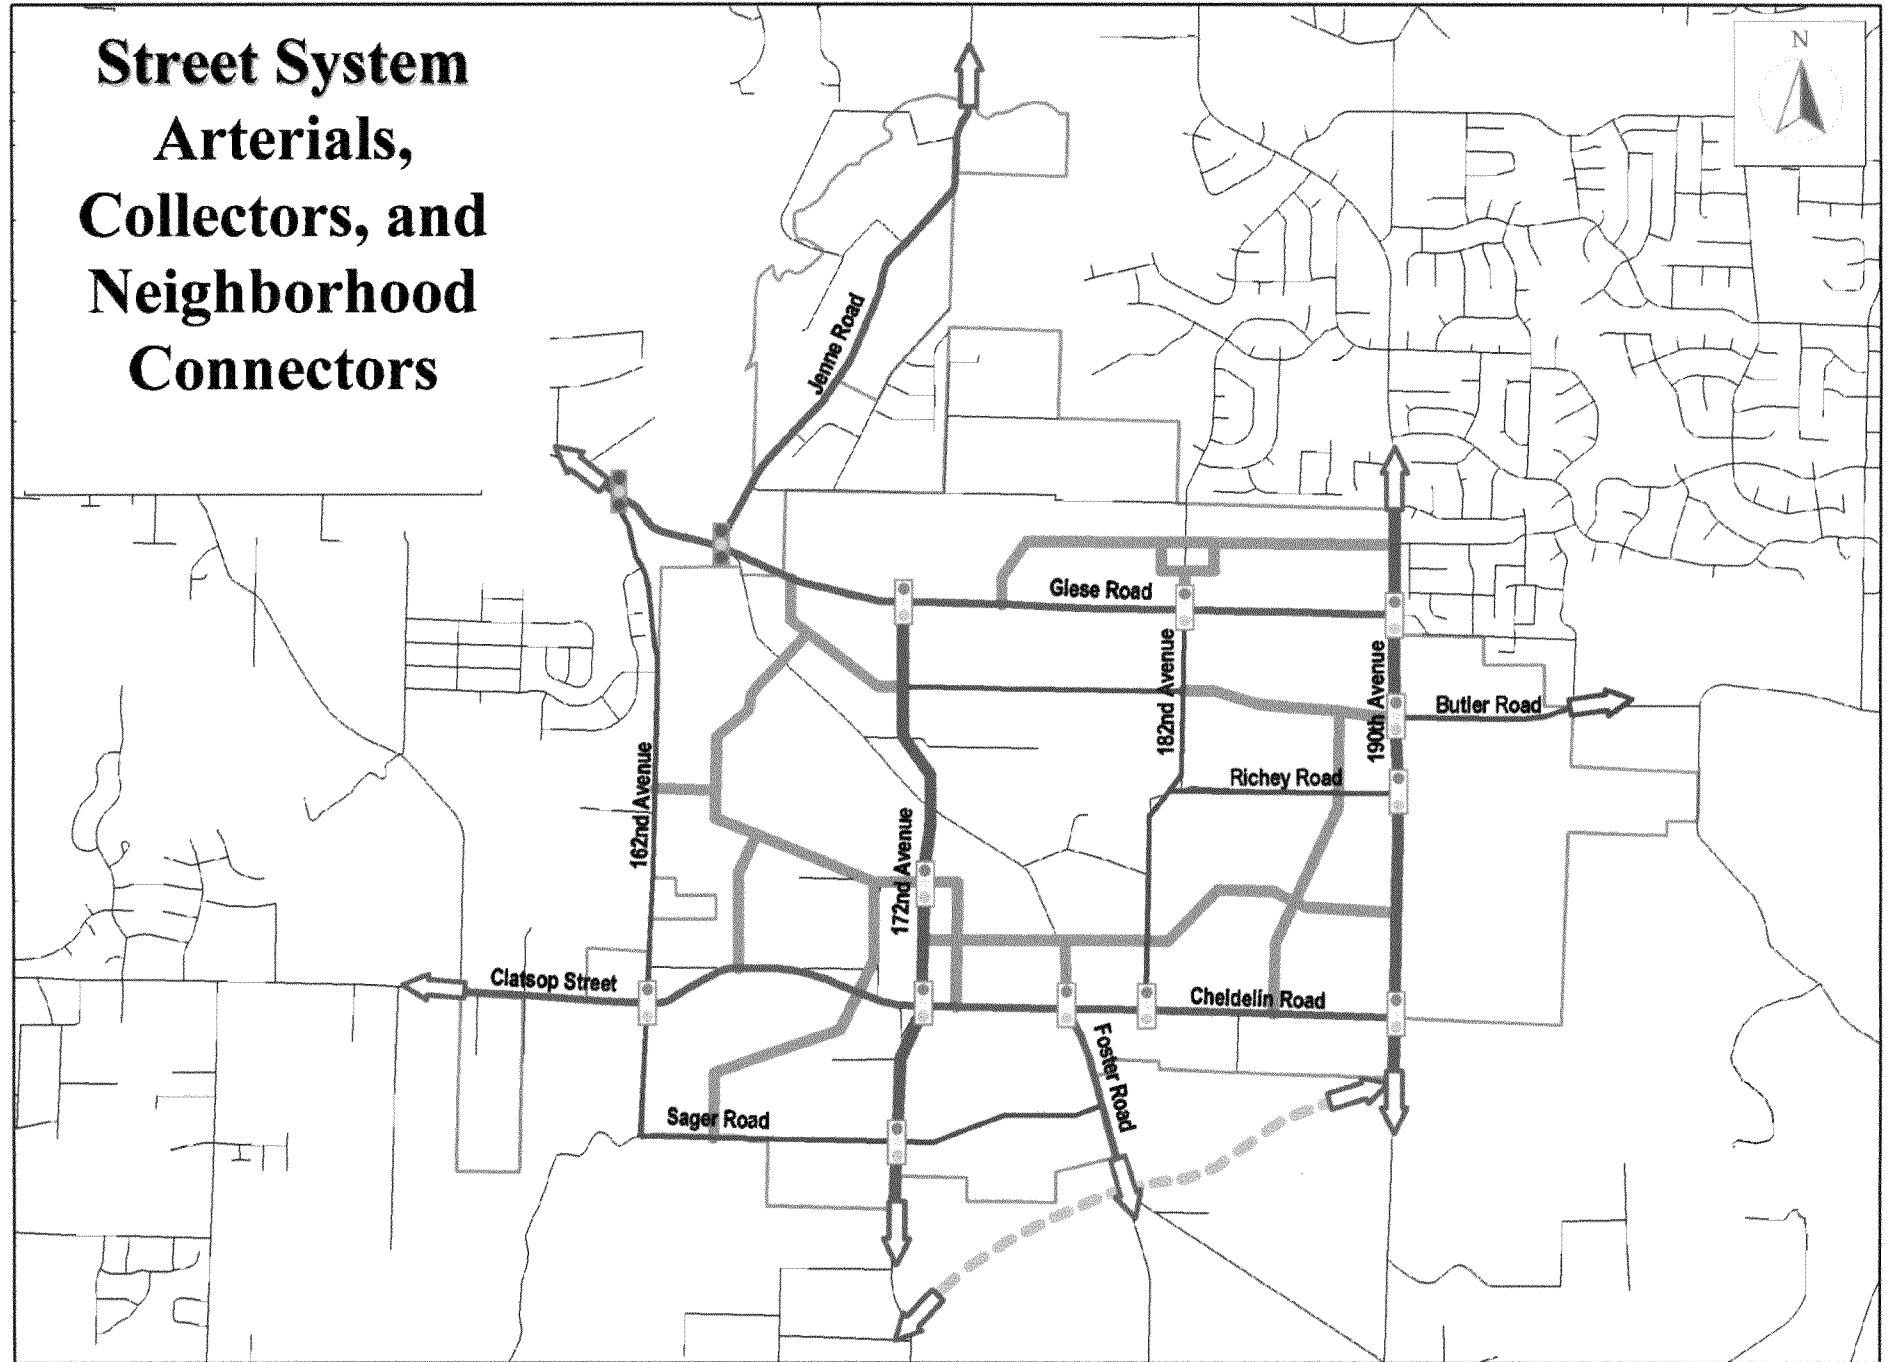 Street System
Arterials,
Collectors, and
Neighborhood
Connectors
N
Jenne Road
Giese Road
182nd Avenue
190th Avenue
Butler Road
Richey Road
162nd Avenue
172nd Avenue
Clatsop Street
Cheldelin Road
Foster Road
Sager Road